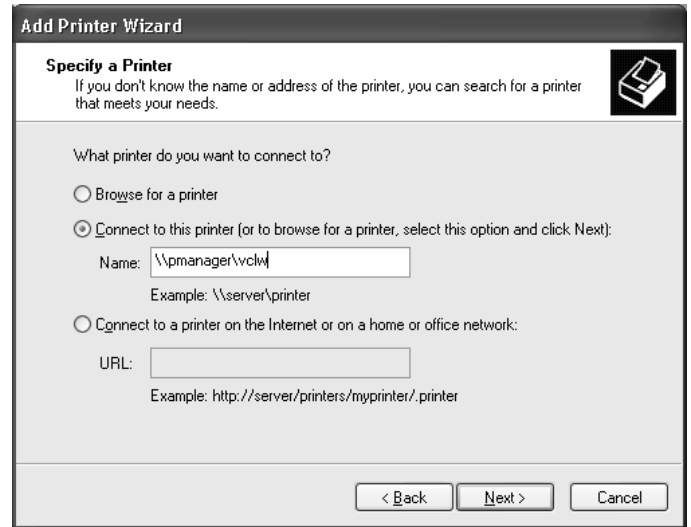 Add Printer Wizard
Specify a Printer
If you don't know the name or address of the printer, you can search for a printer
that meets your needs.
What printer do you want to connect to?
Browse for a printer
Connect to this printer (or to browse for a printer, select this option and click Next):
Name: \\pmanager\vclw
Example: \\server\printer
Connect to a printer on the Internet or on a home or office network:
URL:
Example: http://server/printers/myprinter/.printer
< Back Next > Cancel